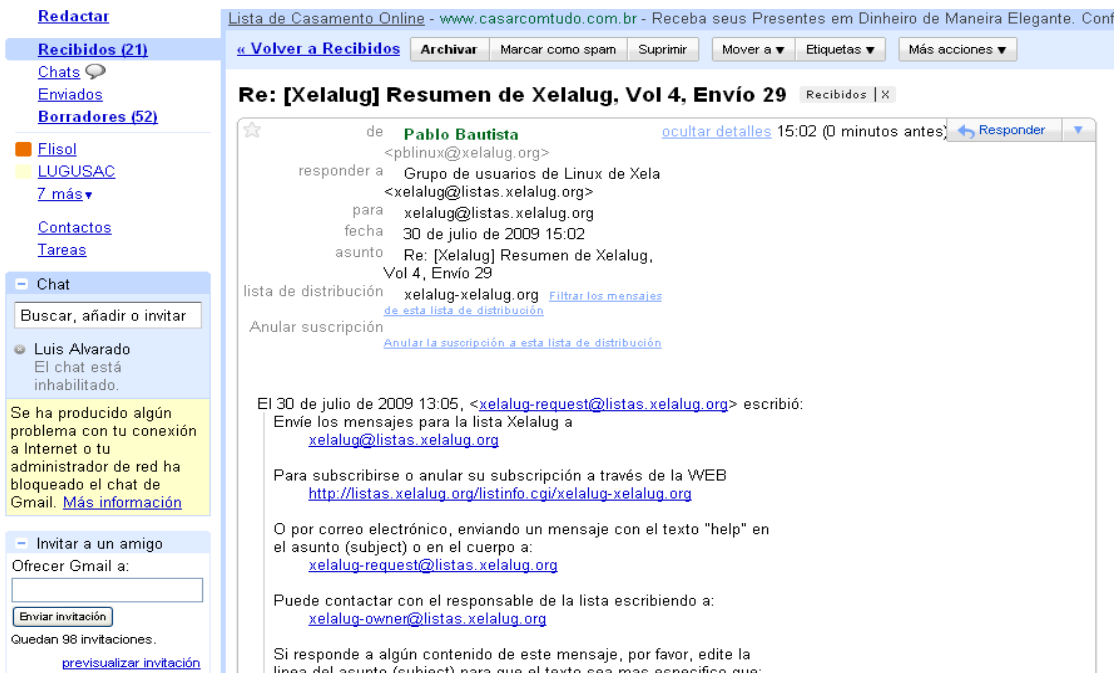 Redactar
Recibidos (21)
Chats
Enviados
Borradores (52)
Flisol
LUGUSAC
7 más▼
Contactos
Tareas
− Chat
Buscar, añadir o invitar
Luis Alvarado
El chat está
inhabilitado.
Se ha producido algún
problema con tu conexión
a Internet o tu
administrador de red ha
bloqueado el chat de
Gmail. Más información
− Invitar a un amigo
Ofrecer Gmail a:
Enviar invitación
Quedan 98 invitaciones.
previsualizar invitación
Lista de Casamento Online - www.casarcomtudo.com.br - Receba seus Presentes em Dinheiro de Maneira Elegante. Conf
« Volver a Recibidos Archivar Marcar como spam Suprimir Mover a ▼ Etiquetas ▼ Más acciones ▼
Re: [Xelalug] Resumen de Xelalug, Vol 4, Envío 29 Recibidos | X
de Pablo Bautista ocultar detalles 15:02 (0 minutos antes) Responder ▼
<pblinux@xelalug.org>
responder a Grupo de usuarios de Linux de Xela
<xelalug@listas.xelalug.org>
para xelalug@listas.xelalug.org
fecha 30 de julio de 2009 15:02
asunto Re: [Xelalug] Resumen de Xelalug,
Vol 4, Envío 29
lista de distribución xelalug-xelalug.org Filtrar los mensajes
de esta lista de distribución
Anular suscripción
Anular la suscripción a esta lista de distribución
El 30 de julio de 2009 13:05, <xelalug-request@listas.xelalug.org> escribió:
Envíe los mensajes para la lista Xelalug a
xelalug@listas.xelalug.org
Para subscribirse o anular su subscripción a través de la WEB
http://listas.xelalug.org/listinfo.cgi/xelalug-xelalug.org
O por correo electrónico, enviando un mensaje con el texto "help" en
el asunto (subject) o en el cuerpo a:
xelalug-request@listas.xelalug.org
Puede contactar con el responsable de la lista escribiendo a:
xelalug-owner@listas.xelalug.org
Si responde a algún contenido de este mensaje, por favor, edite la
linea del asunto (subject) para que el texto sea mas especifico que: